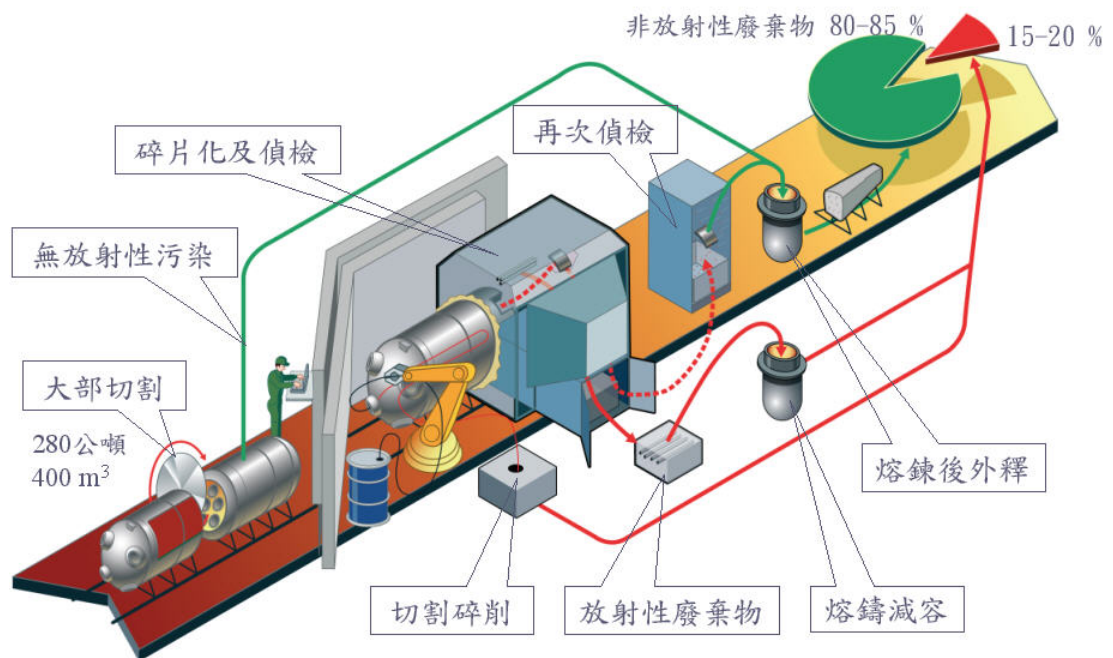 非放射性廢棄物 80-85 %
15-20 %
再次偵檢
碎片化及偵檢
無放射性污染
大部切割
280公噸
400 m³
熔鍊後外釋
切割碎削
放射性廢棄物
熔鑄減容